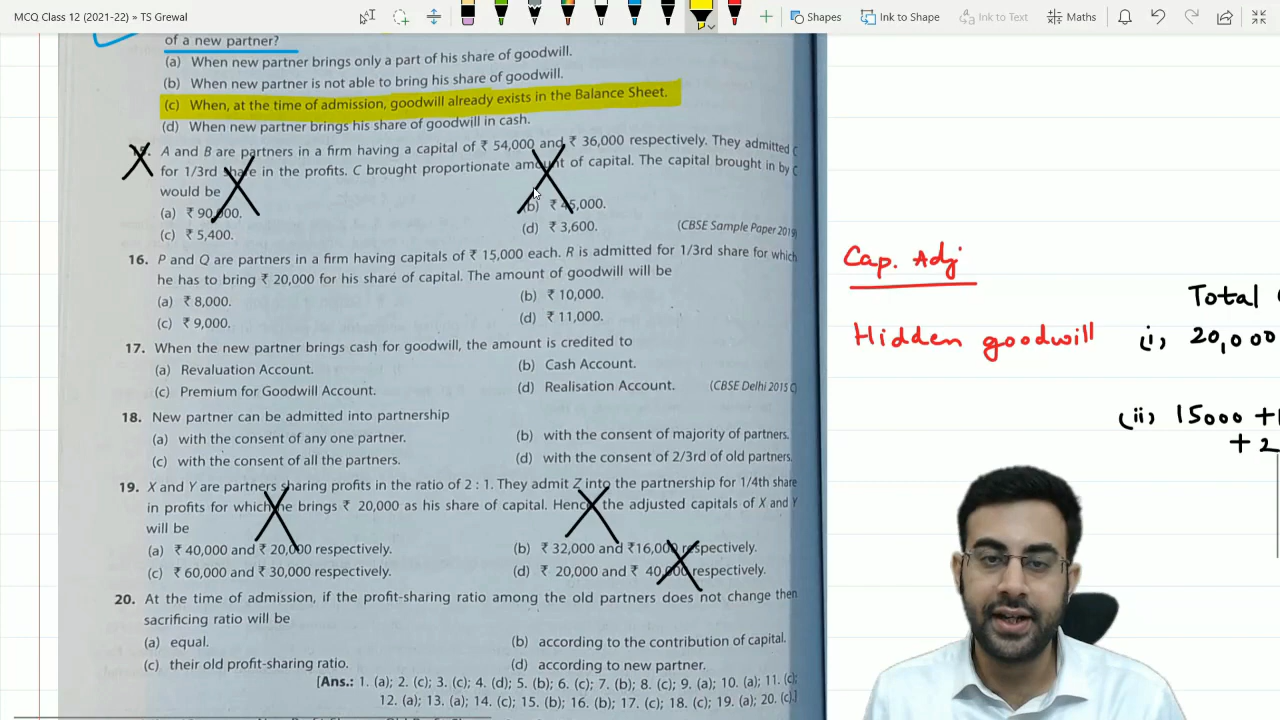 MCQ Class 12 (2021-22) » TS Grewal
Shapes
Ink to Shape
Ink to Text
Maths
of a new partner?
(a) When new partner brings only a part of his share of goodwill.
(b) When new partner is not able to bring his share of goodwill.
(c) When, at the time of admission, goodwill already exists in the Balance Sheet.
(d) When new partner brings his share of goodwill in cash.
A and B are partners in a firm having a capital of ₹ 54,000 and ₹ 36,000 respectively. They admitted C
for 1/3rd share in the profits. C brought proportionate amount of capital. The capital brought in by C
would be
(a) ₹ 90,000.
(b) ₹ 45,000.
(c) ₹ 5,400.
(d) ₹ 3,600.
(CBSE Sample Paper 2019)
16. P and Q are partners in a firm having capitals of ₹ 15,000 each. R is admitted for 1/3rd share for which
he has to bring ₹ 20,000 for his share of capital. The amount of goodwill will be
(a) ₹ 8,000.
(b) ₹ 10,000.
(c) ₹ 9,000.
(d) ₹ 11,000.
17. When the new partner brings cash for goodwill, the amount is credited to
(a) Revaluation Account.
(b) Cash Account.
(c) Premium for Goodwill Account.
(d) Realisation Account.
(CBSE Delhi 2015 C
18. New partner can be admitted into partnership
(a) with the consent of any one partner.
(b) with the consent of majority of partners.
(c) with the consent of all the partners.
(d) with the consent of 2/3rd of old partners.
19. X and Y are partners sharing profits in the ratio of 2 : 1. They admit Z into the partnership for 1/4th share
in profits for which he brings ₹ 20,000 as his share of capital. Hence the adjusted capitals of X and Y
will be
(a) ₹ 40,000 and ₹ 20,000 respectively.
(b) ₹ 32,000 and ₹16,000 respectively.
(c) ₹ 60,000 and ₹ 30,000 respectively.
(d) ₹ 20,000 and ₹ 40,000 respectively.
20. At the time of admission, if the profit-sharing ratio among the old partners does not change then
sacrificing ratio will be
(a) equal.
(b) according to the contribution of capital.
(c) their old profit-sharing ratio.
(d) according to new partner.
[Ans.: 1. (a); 2. (c); 3. (c); 4. (d); 5. (b); 6. (c); 7. (b); 8. (c); 9. (a); 10. (a); 11. (c);
12. (a); 13. (a); 14. (c); 15. (b); 16. (b); 17. (c); 18. (c); 19. (a); 20. (c).]
Cap. Adj
Total
Hidden goodwill
(i) 20,000
(ii) 15000 +
+ 2